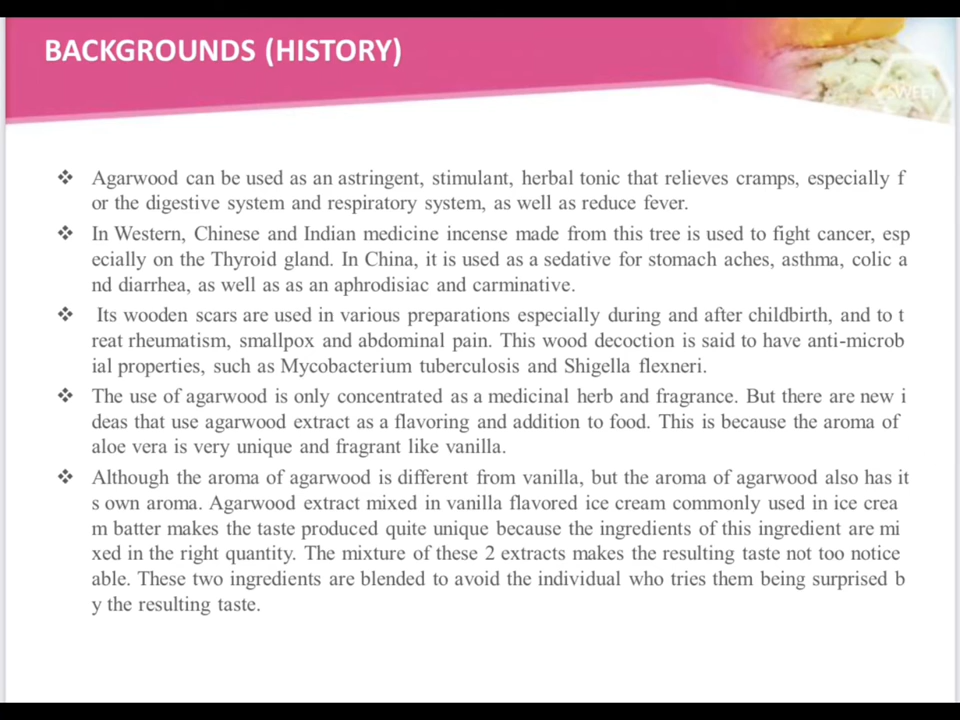 BACKGROUNDS (HISTORY)
SWEET
❖ Agarwood can be used as an astringent, stimulant, herbal tonic that relieves cramps, especially f
or the digestive system and respiratory system, as well as reduce fever.
❖ In Western, Chinese and Indian medicine incense made from this tree is used to fight cancer, esp
ecially on the Thyroid gland. In China, it is used as a sedative for stomach aches, asthma, colic a
nd diarrhea, as well as as an aphrodisiac and carminative.
❖ Its wooden scars are used in various preparations especially during and after childbirth, and to t
reat rheumatism, smallpox and abdominal pain. This wood decoction is said to have anti-microb
ial properties, such as Mycobacterium tuberculosis and Shigella flexneri.
❖ The use of agarwood is only concentrated as a medicinal herb and fragrance. But there are new i
deas that use agarwood extract as a flavoring and addition to food. This is because the aroma of
aloe vera is very unique and fragrant like vanilla.
❖ Although the aroma of agarwood is different from vanilla, but the aroma of agarwood also has it
s own aroma. Agarwood extract mixed in vanilla flavored ice cream commonly used in ice crea
m batter makes the taste produced quite unique because the ingredients of this ingredient are mi
xed in the right quantity. The mixture of these 2 extracts makes the resulting taste not too notice
able. These two ingredients are blended to avoid the individual who tries them being surprised b
y the resulting taste.